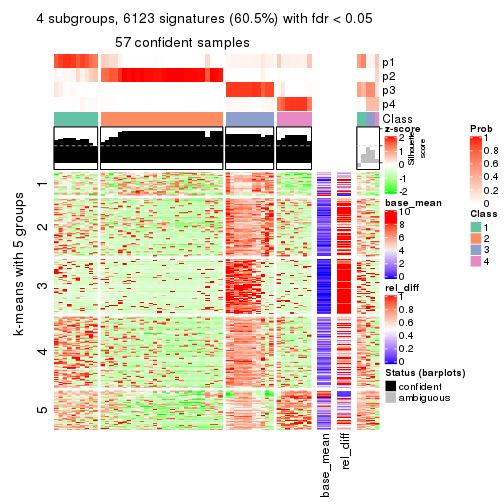 4 subgroups, 6123 signatures (60.5%) with fdr < 0.05
57 confident samples
p1
p2
p3
p4
Class
Silhouette
score
k-means with 5 groups
1
2
3
4
5
base_mean
rel_diff
z-score
2
1
0
-1
-2
base_mean
10
8
6
4
2
0
rel_diff
1
0.8
0.6
0.4
0.2
0
Status (barplots)
confident
ambiguous
Prob
1
0.8
0.6
0.4
0.2
0
Class
1
2
3
4